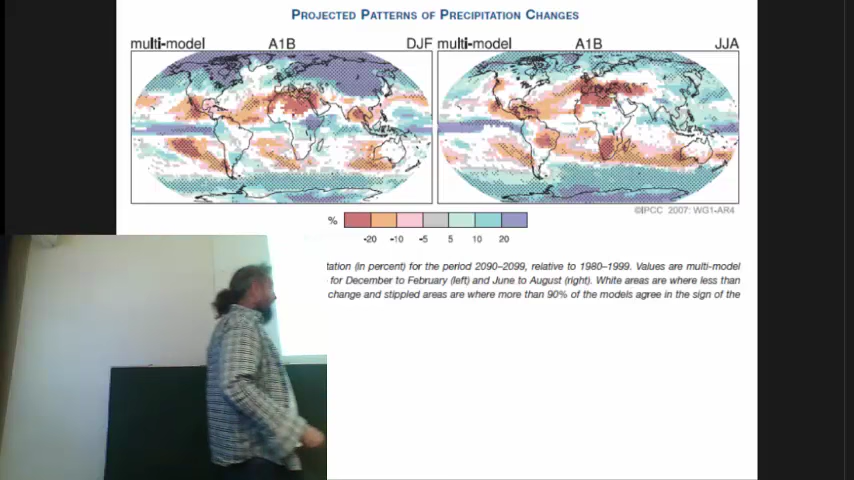 PROJECTED PATTERNS OF PRECIPITATION CHANGES
multi-model A1B DJF multi-model A1B JJA
©IPCC 2007: WG1-AR4
%
-20 -10 -5 5 10 20
tation (in percent) for the period 2090–2099, relative to 1980–1999. Values are multi-model
for December to February (left) and June to August (right). White areas are where less than
change and stippled areas are where more than 90% of the models agree in the sign of the